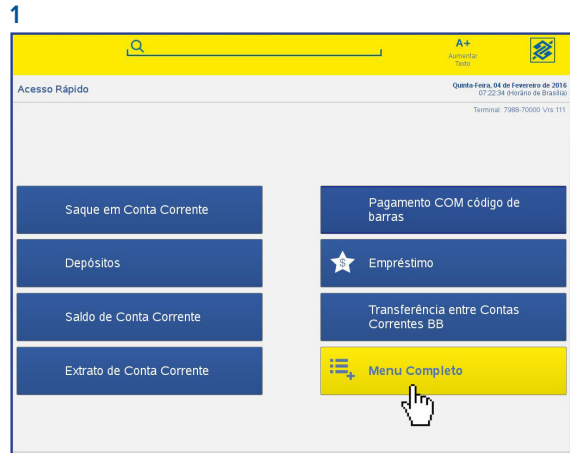 1
A+
Aumentar
Texto
Acesso Rápido
Quinta-Feira, 04 de Fevereiro de 2016
07:22:34 (Horário de Brasília)
Terminal: 7988-70000 Vrs.111
Saque em Conta Corrente
Pagamento COM código de
barras
Depósitos
$ Empréstimo
Saldo de Conta Corrente
Transferência entre Contas
Correntes BB
Extrato de Conta Corrente
Menu Completo